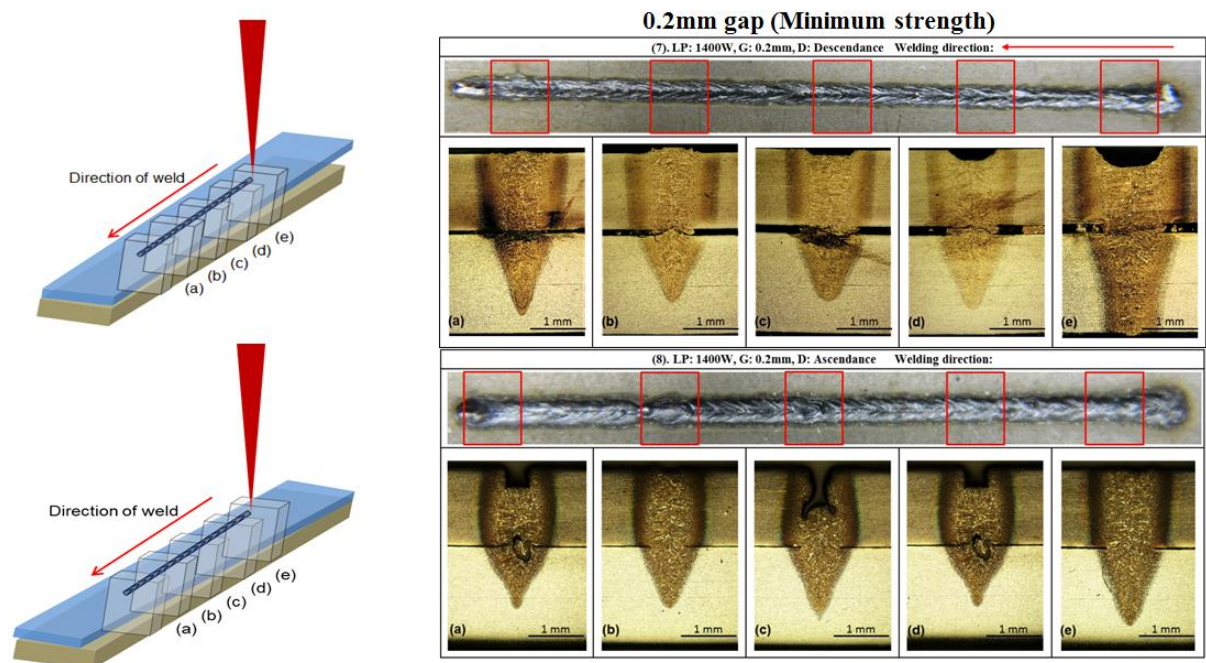 0.2mm gap (Minimum strength)
(7). LP: 1400W, G: 0.2mm, D: Descendance Welding direction:
Direction of weld
(a)
(b)
(c)
(d)
(e)
(a) 1 mm
(b) 1 mm
(c) 1 mm
(d) 1 mm
(e) 1 mm
(8). LP: 1400W, G: 0.2mm, D: Ascendance Welding direction:
Direction of weld
(a)
(b)
(c)
(d)
(e)
(a) 1 mm
(b) 1 mm
(c) 1 mm
(d) 1 mm
(e) 1 mm